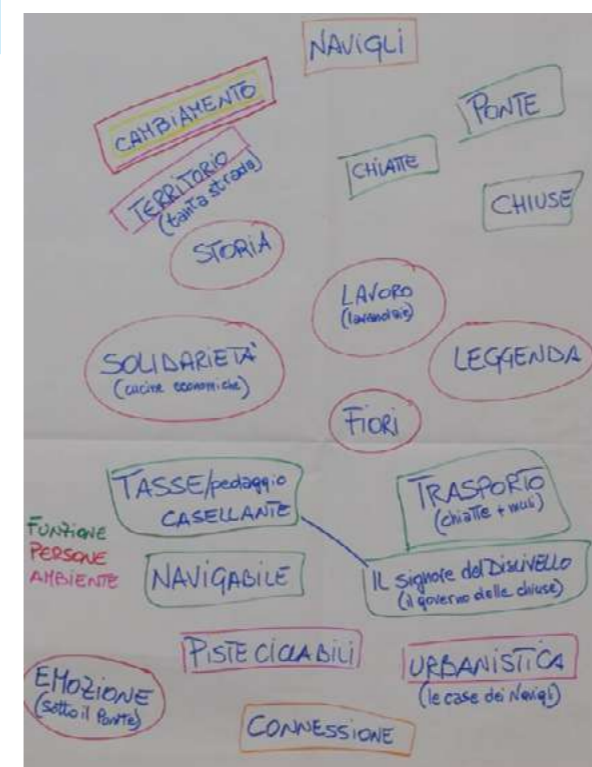 NAVIGLI
CAMBIAMENTO
PONTE
TERRITORIO
(tanta strada)
CHIATTE
CHIUSE
STORIA
LAVORO
(lavandaie)
SOLIDARIETA'
(cucine economiche)
LEGGENDA
FIORI
TASSE/pedaggio
CASELLANTE
TRASPORTO
(chiatte + muli)
FUNZIONE
PERSONE
AMBIENTE
NAVIGABILE
IL signore del DISLIVELLO
(il governo delle chiuse)
PISTE CICLABILI
URBANISTICA
(le case dei Navigli)
EMOZIONE
(sotto il Ponte)
CONNESSIONE